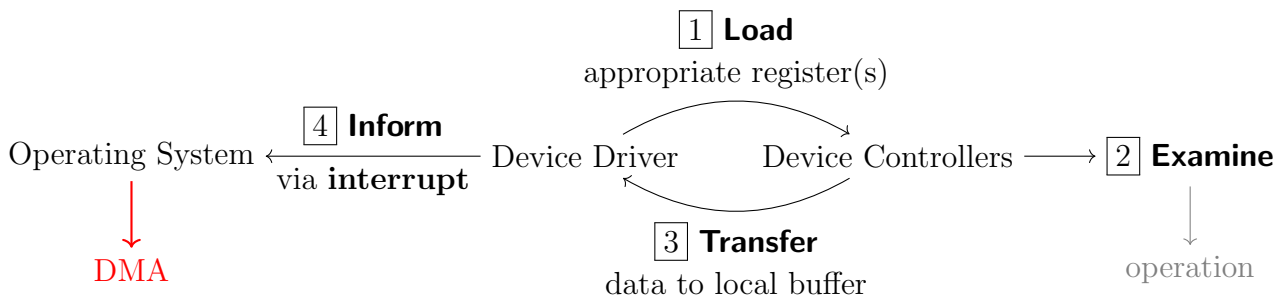 1 Load
appropriate register(s)
4 Inform
Operating System
via interrupt
Device Driver
Device Controllers
2 Examine
3 Transfer
data to local buffer
DMA
operation